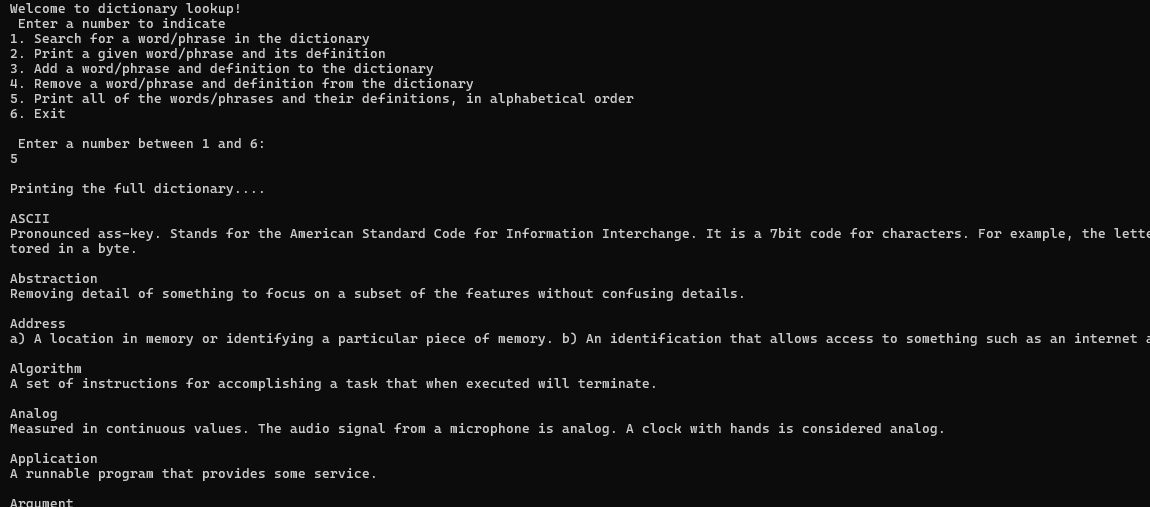 Welcome to dictionary lookup!
Enter a number to indicate
1. Search for a word/phrase in the dictionary
2. Print a given word/phrase and its definition
3. Add a word/phrase and definition to the dictionary
4. Remove a word/phrase and definition from the dictionary
5. Print all of the words/phrases and their definitions, in alphabetical order
6. Exit
Enter a number between 1 and 6:
5
Printing the full dictionary....
ASCII
Pronounced ass-key. Stands for the American Standard Code for Information Interchange. It is a 7bit code for characters. For example, the lette
tored in a byte.
Abstraction
Removing detail of something to focus on a subset of the features without confusing details.
Address
a) A location in memory or identifying a particular piece of memory. b) An identification that allows access to something such as an internet a
Algorithm
A set of instructions for accomplishing a task that when executed will terminate.
Analog
Measured in continuous values. The audio signal from a microphone is analog. A clock with hands is considered analog.
Application
A runnable program that provides some service.
Argument